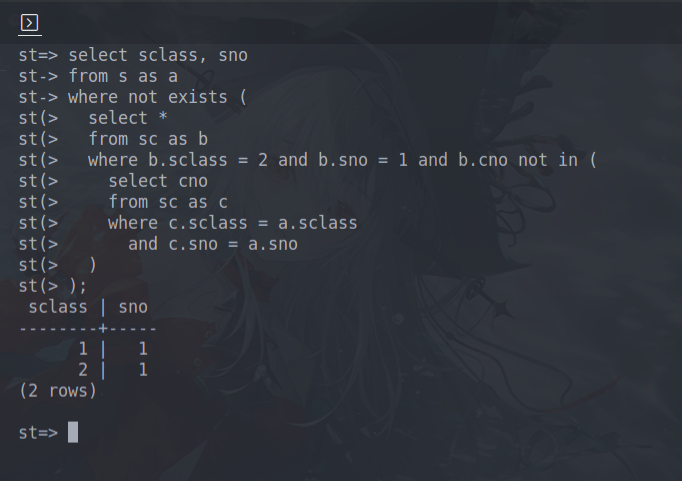 st=> select sclass, sno
st-> from s as a
st-> where not exists (
st(>   select *
st(>   from sc as b
st(>   where b.sclass = 2 and b.sno = 1 and b.cno not in (
st(>     select cno
st(>     from sc as c
st(>     where c.sclass = a.sclass
st(>       and c.sno = a.sno
st(>   )
st(> );
 sclass | sno
--------+-----
      1 |   1
      2 |   1
(2 rows)
st=>